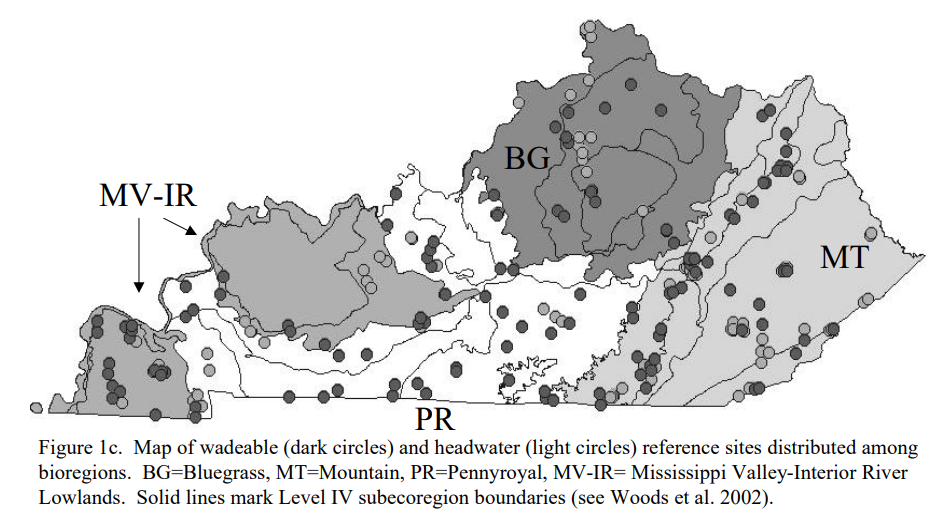 BG
MV-IR
MT
PR
Figure 1c.  Map of wadeable (dark circles) and headwater (light circles) reference sites distributed among
bioregions.  BG=Bluegrass, MT=Mountain, PR=Pennyroyal, MV-IR= Mississippi Valley-Interior River
Lowlands.  Solid lines mark Level IV subecoregion boundaries (see Woods et al. 2002).